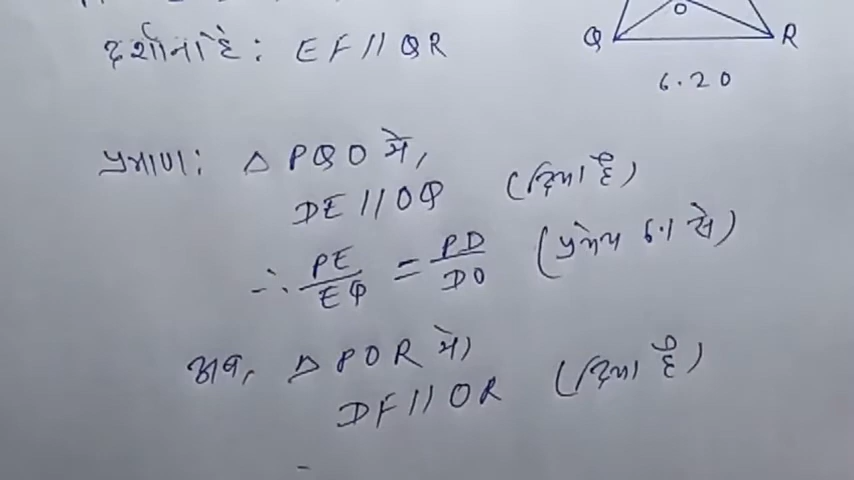 दर्शाना है: EF // QR
O
Q
R
6.20
प्रमाण: △ PQO में,
DE // OQ (दिया है)
∴ PE/EQ = PD/DO (प्रमेय 6.1 से)
अब, △ POR में,
DF // OR (दिया है)